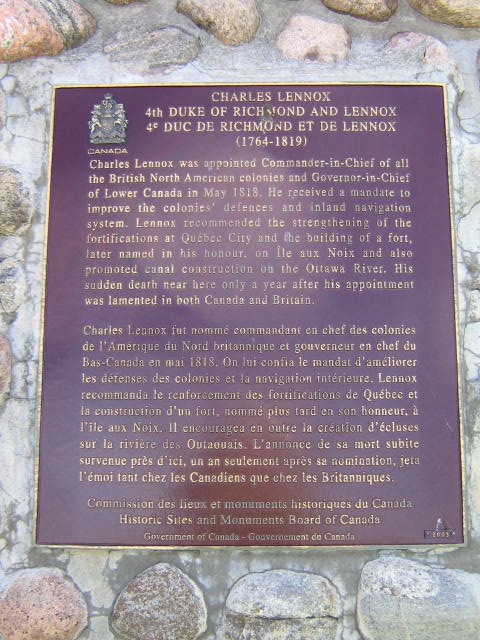 CHARLES LENNOX
4th DUKE OF RICHMOND AND LENNOX
4e DUC DE RICHMOND ET DE LENNOX
(1764-1819)
CANADA
Charles Lennox was appointed Commander-in-Chief of all
the British North American colonies and Governor-in-Chief
of Lower Canada in May 1818. He received a mandate to
improve the colonies' defences and inland navigation
system. Lennox recommended the strengthening of the
fortifications at Québec City and the building of a fort,
later named in his honour, on Île aux Noix and also
promoted canal construction on the Ottawa River. His
sudden death near here only a year after his appointment
was lamented in both Canada and Britain.
Charles Lennox fut nommé commandant en chef des colonies
de l'Amérique du Nord britannique et gouverneur en chef du
Bas-Canada en mai 1818. On lui confia le mandat d'améliorer
les défenses des colonies et la navigation intérieure. Lennox
recommanda le renforcement des fortifications de Québec et
la construction d'un fort, nommé plus tard en son honneur, à
l'île aux Noix. Il encouragea en outre la création d'écluses
sur la rivière des Outaouais. L'annonce de sa mort subite
survenue près d'ici, un an seulement après sa nomination, jeta
l'émoi tant chez les Canadiens que chez les Britanniques.
Commission des lieux et monuments historiques du Canada
Historic Sites and Monuments Board of Canada
Government of Canada - Gouvernement du Canada
2003